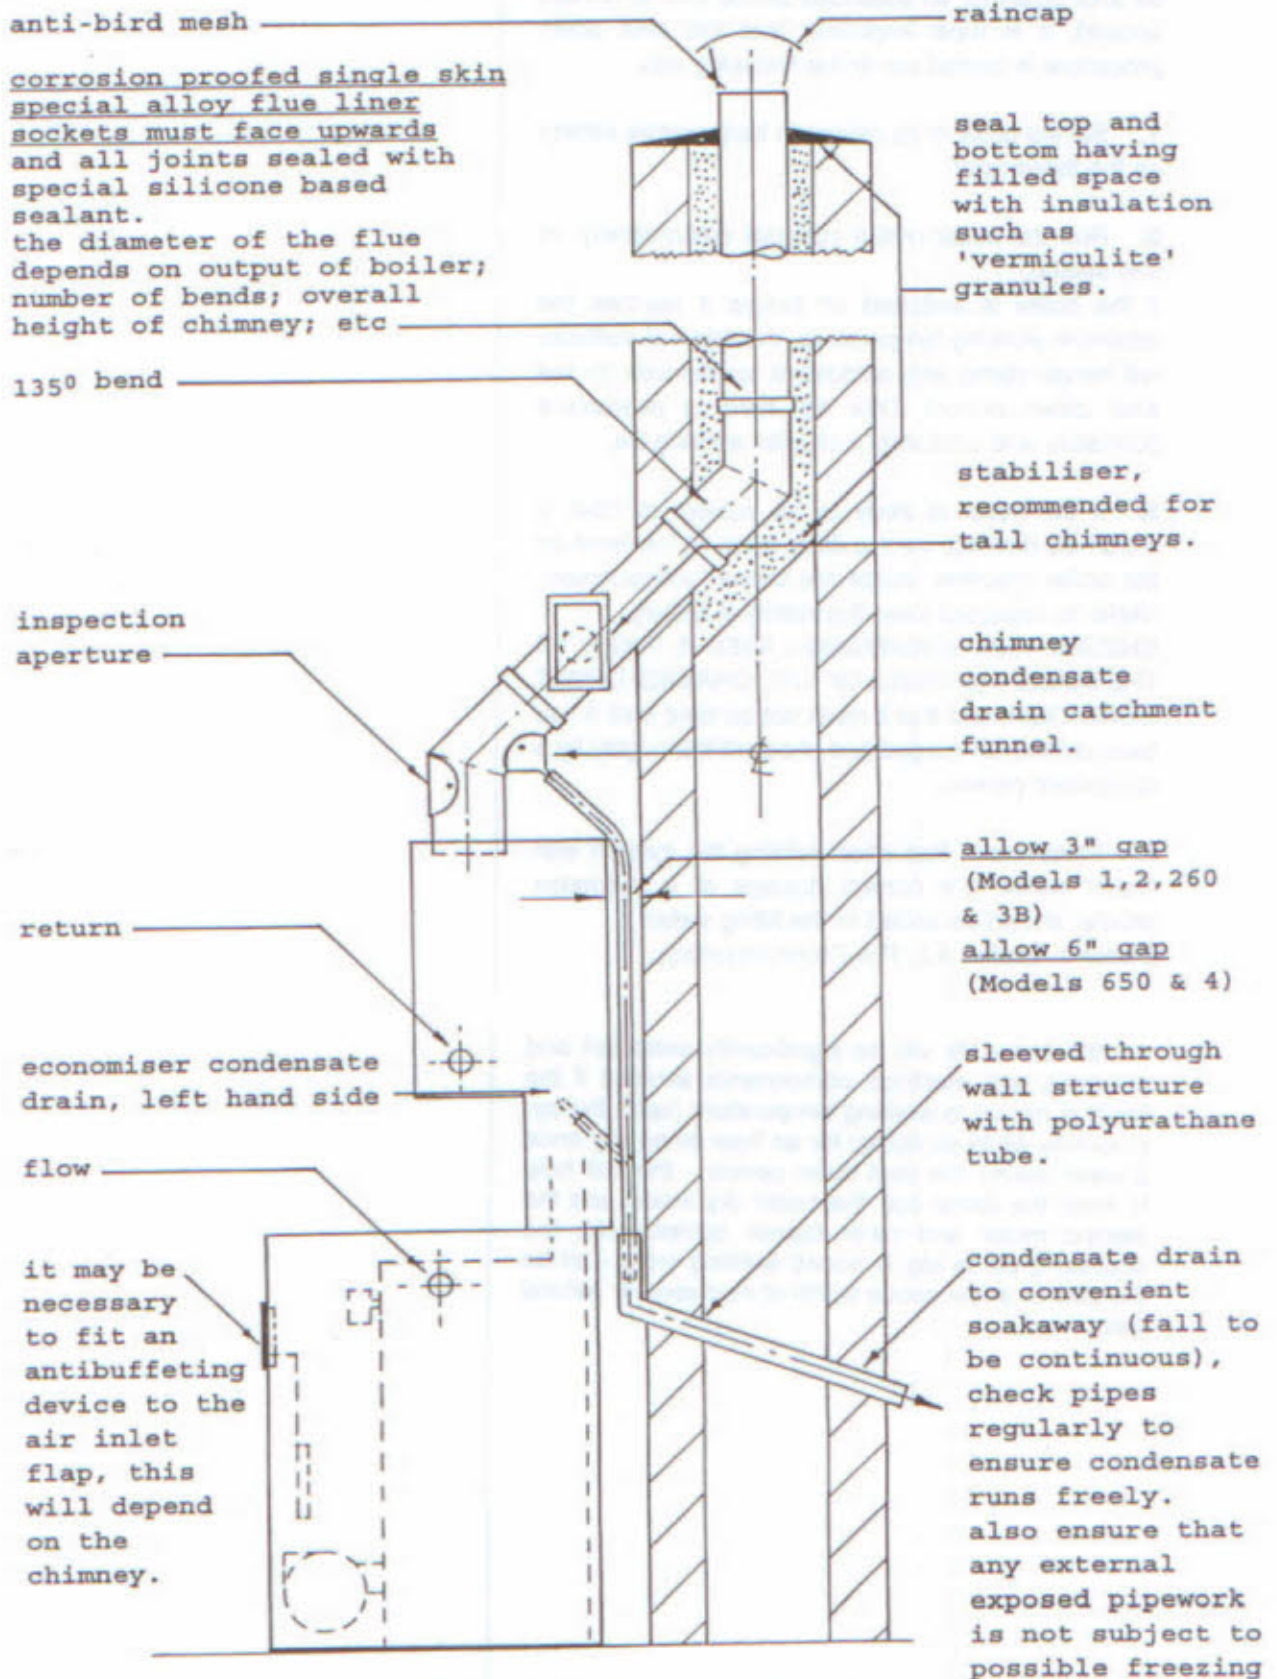 anti-bird mesh
raincap
corrosion proofed single skin
special alloy flue liner
sockets must face upwards
and all joints sealed with
special silicone based
sealant.
the diameter of the flue
depends on output of boiler;
number of bends; overall
height of chimney; etc
seal top and
bottom having
filled space
with insulation
such as
'vermiculite'
granules.
135⁰ bend
stabiliser,
recommended for
tall chimneys.
inspection
aperture
chimney
condensate
drain catchment
funnel.
allow 3" gap
(Models 1,2,260
& 3B)
allow 6" gap
(Models 650 & 4)
return
economiser condensate
drain, left hand side
sleeved through
wall structure
with polyurathane
tube.
flow
it may be
necessary
to fit an
antibuffeting
device to the
air inlet
flap, this
will depend
on the
chimney.
condensate drain
to convenient
soakaway (fall to
be continuous),
check pipes
regularly to
ensure condensate
runs freely.
also ensure that
any external
exposed pipework
is not subject to
possible freezing